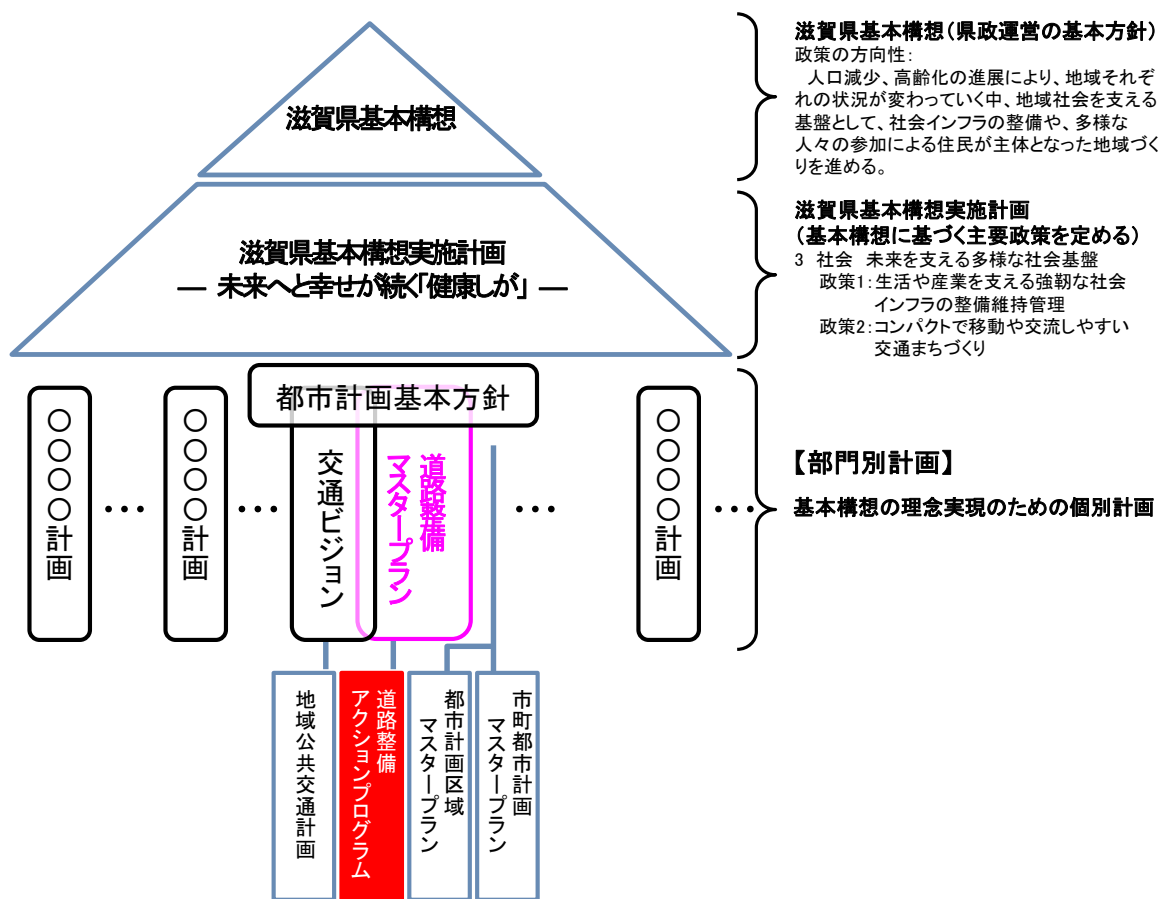 滋賀県基本構想
滋賀県基本構想実施計画
― 未来へと幸せが続く「健康しが」 ―
滋賀県基本構想（県政運営の基本方針）
政策の方向性：
人口減少、高齢化の進展により、地域それぞ
れの状況が変わっていく中、地域社会を支える
基盤として、社会インフラの整備や、多様な
人々の参加による住民が主体となった地域づく
りを進める。
滋賀県基本構想実施計画
（基本構想に基づく主要政策を定める）
3　社会　未来を支える多様な社会基盤
政策1：生活や産業を支える強靭な社会
インフラの整備維持管理
政策2：コンパクトで移動や交流しやすい
交通まちづくり
都市計画基本方針
〇〇〇〇計画
…
〇〇〇〇計画
…
交通ビジョン
道路整備
マスタープラン
…
〇〇〇〇計画
…
【部門別計画】
基本構想の理念実現のための個別計画
地域公共交通計画
道路整備
アクションプログラム
都市計画区域
マスタープラン
市町都市計画
マスタープラン